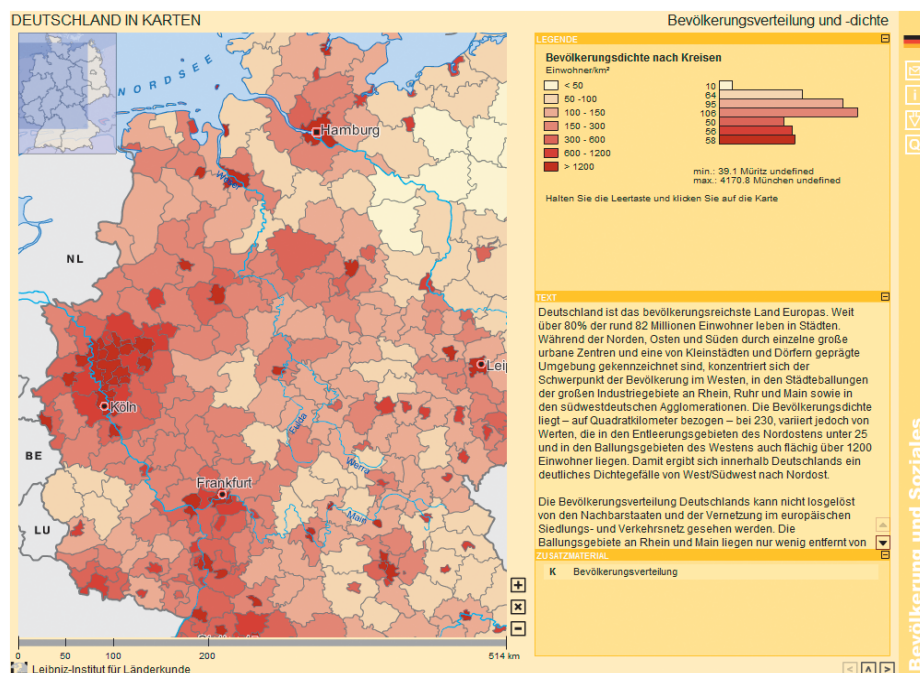 DEUTSCHLAND IN KARTEN
Bevölkerungsverteilung und -dichte
NORDSEE
Hamburg
Weser
NL
Leip
Köln
Fulda
Werra
BE
Frankfurt
Main
LU
0 50 100 200 514 km
Leibniz-Institut für Länderkunde
LEGENDE
Bevölkerungsdichte nach Kreisen
Einwohner/km²
< 50
50 -100
100 - 150
150 - 300
300 - 600
600 - 1200
> 1200
10
64
95
106
50
56
58
min.: 39.1 Müritz undefined
max.: 4170.8 München undefined
Halten Sie die Leertaste und klicken Sie auf die Karte
TEXT
Deutschland ist das bevölkerungsreichste Land Europas. Weit
über 80% der rund 82 Millionen Einwohner leben in Städten.
Während der Norden, Osten und Süden durch einzelne große
urbane Zentren und eine von Kleinstädten und Dörfern geprägte
Umgebung gekennzeichnet sind, konzentriert sich der
Schwerpunkt der Bevölkerung im Westen, in den Städteballungen
der großen Industriegebiete an Rhein, Ruhr und Main sowie in
den südwestdeutschen Agglomerationen. Die Bevölkerungsdichte
liegt – auf Quadratkilometer bezogen – bei 230, variiert jedoch von
Werten, die in den Entleerungsgebieten des Nordostens unter 25
und in den Ballungsgebieten des Westens auch flächig über 1200
Einwohner liegen. Damit ergibt sich innerhalb Deutschlands ein
deutliches Dichtegefälle von West/Südwest nach Nordost.
Die Bevölkerungsverteilung Deutschlands kann nicht losgelöst
von den Nachbarstaaten und der Vernetzung im europäischen
Siedlungs- und Verkehrsnetz gesehen werden. Die
Ballungsgebiete an Rhein und Main liegen nur wenig entfernt von
ZUSATZMATERIAL
K Bevölkerungsverteilung
Bevölkerung und Soziales